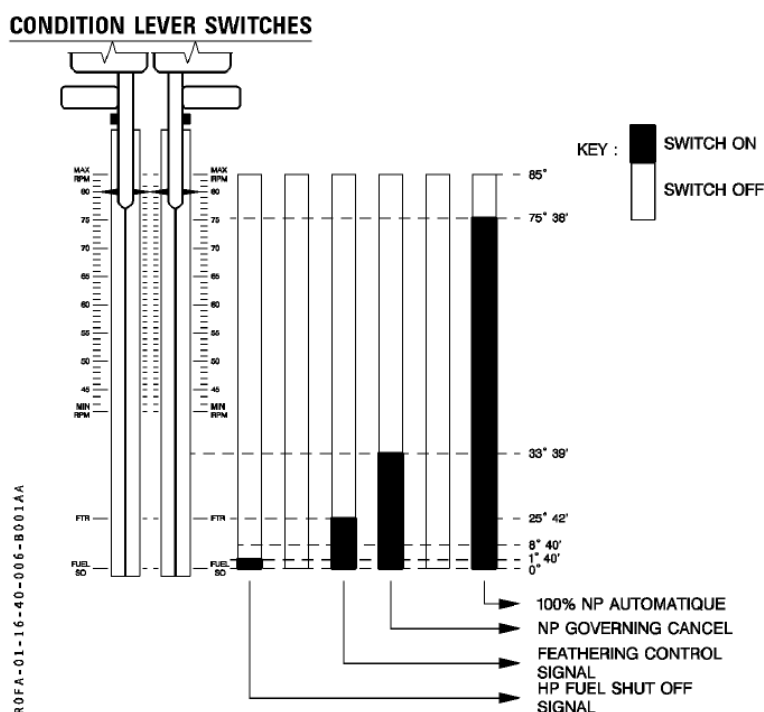 CONDITION LEVER SWITCHES
KEY :
SWITCH ON
SWITCH OFF
MAX
RPM
80
75
70
65
60
55
50
45
MIN
RPM
FTR
FUEL
SO
MAX
RPM
80
75
70
65
60
55
50
45
MIN
RPM
FTR
FUEL
SO
85°
75° 38'
33° 39'
25° 42'
8° 40'
1° 40'
0°
100% NP AUTOMATIQUE
NP GOVERNING CANCEL
FEATHERING CONTROL
SIGNAL
HP FUEL SHUT OFF
SIGNAL
R0FA-01-16-40-006-B001AA